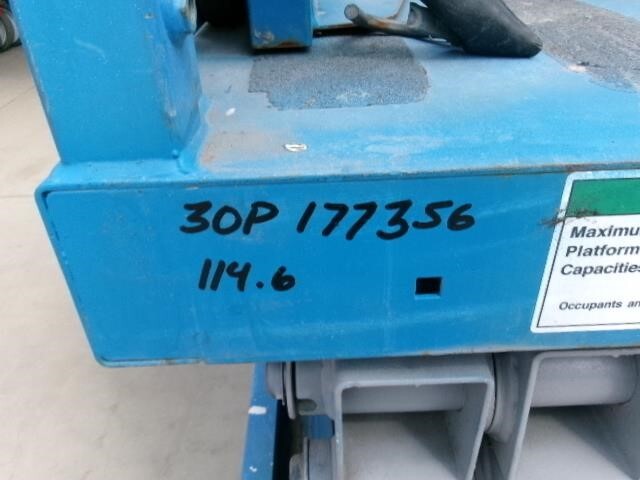 30P 177356
114.6
Maximu
Platform
Capacities
Occupants an